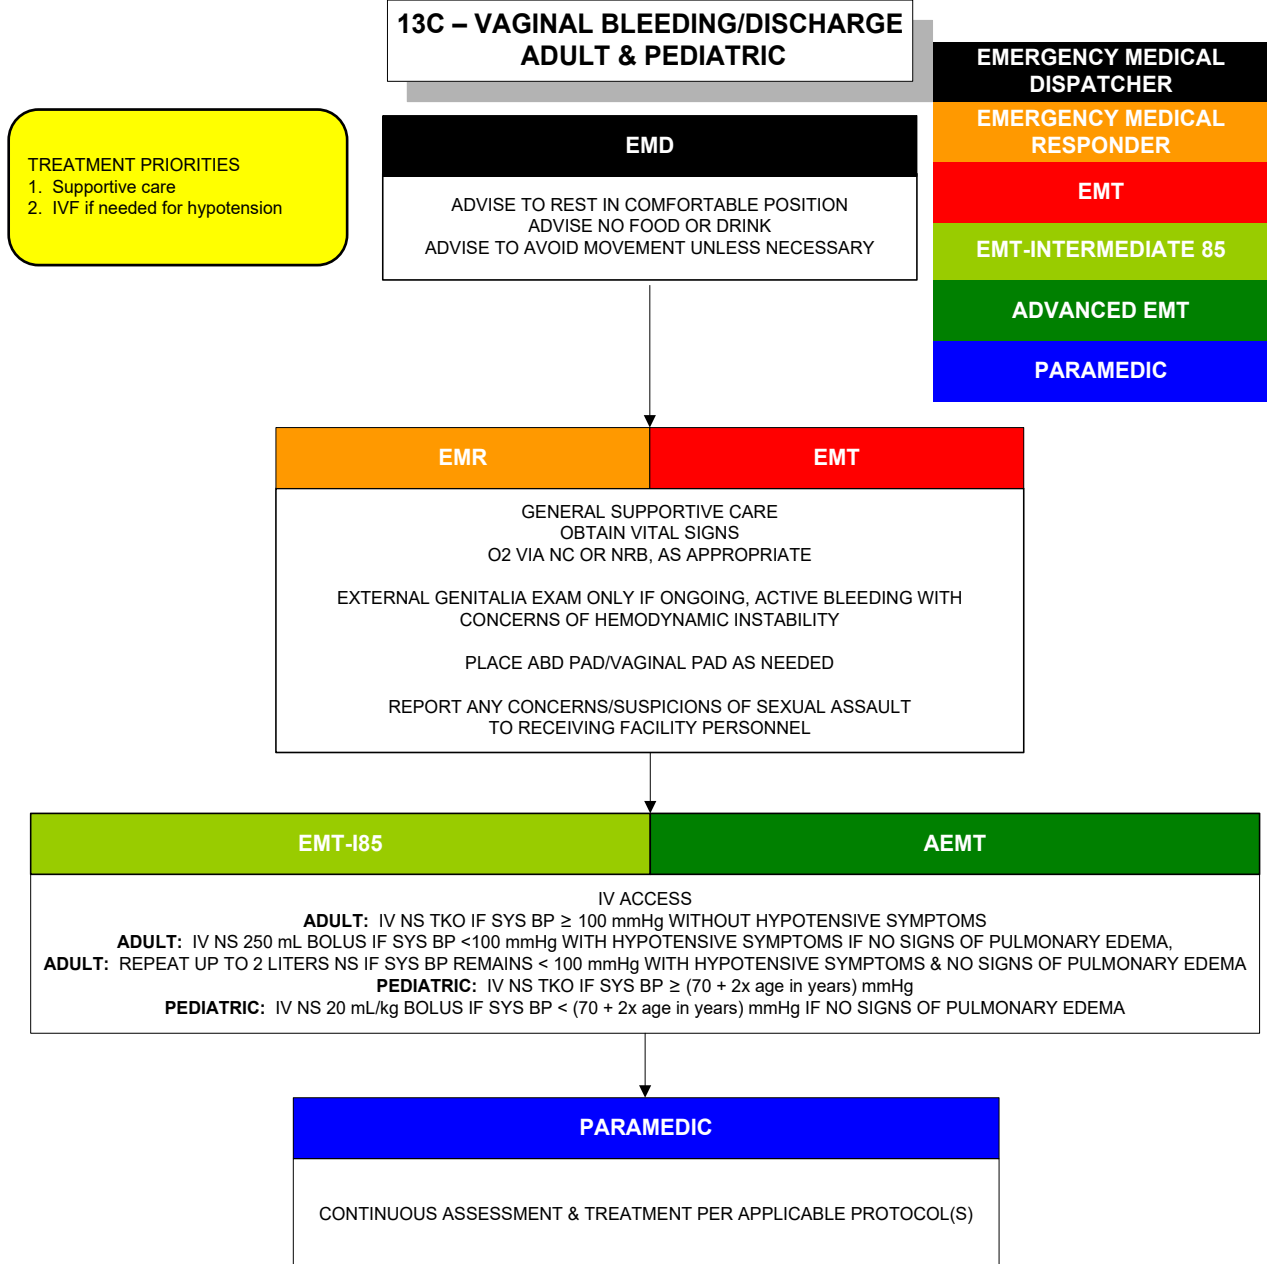 13C – VAGINAL BLEEDING/DISCHARGE
ADULT & PEDIATRIC
EMERGENCY MEDICAL
DISPATCHER
EMERGENCY MEDICAL
RESPONDER
EMT
EMT-INTERMEDIATE 85
ADVANCED EMT
PARAMEDIC
TREATMENT PRIORITIES
1. Supportive care
2. IVF if needed for hypotension
EMD
ADVISE TO REST IN COMFORTABLE POSITION
ADVISE NO FOOD OR DRINK
ADVISE TO AVOID MOVEMENT UNLESS NECESSARY
EMR
EMT
GENERAL SUPPORTIVE CARE
OBTAIN VITAL SIGNS
O2 VIA NC OR NRB, AS APPROPRIATE
EXTERNAL GENITALIA EXAM ONLY IF ONGOING, ACTIVE BLEEDING WITH
CONCERNS OF HEMODYNAMIC INSTABILITY
PLACE ABD PAD/VAGINAL PAD AS NEEDED
REPORT ANY CONCERNS/SUSPICIONS OF SEXUAL ASSAULT
TO RECEIVING FACILITY PERSONNEL
EMT-I85
AEMT
IV ACCESS
ADULT: IV NS TKO IF SYS BP ≥ 100 mmHg WITHOUT HYPOTENSIVE SYMPTOMS
ADULT: IV NS 250 mL BOLUS IF SYS BP <100 mmHg WITH HYPOTENSIVE SYMPTOMS IF NO SIGNS OF PULMONARY EDEMA,
ADULT: REPEAT UP TO 2 LITERS NS IF SYS BP REMAINS < 100 mmHg WITH HYPOTENSIVE SYMPTOMS & NO SIGNS OF PULMONARY EDEMA
PEDIATRIC: IV NS TKO IF SYS BP ≥ (70 + 2x age in years) mmHg
PEDIATRIC: IV NS 20 mL/kg BOLUS IF SYS BP < (70 + 2x age in years) mmHg IF NO SIGNS OF PULMONARY EDEMA
PARAMEDIC
CONTINUOUS ASSESSMENT & TREATMENT PER APPLICABLE PROTOCOL(S)